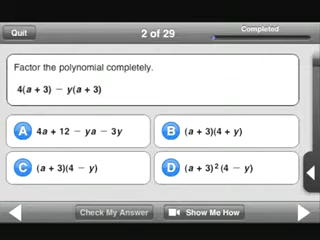 Quit
2 of 29
Completed
Factor the polynomial completely.
4(a + 3) − y(a + 3)
A 4a + 12 − ya − 3y
B (a + 3)(4 + y)
C (a + 3)(4 − y)
D (a + 3)²(4 − y)
Check My Answer
Show Me How